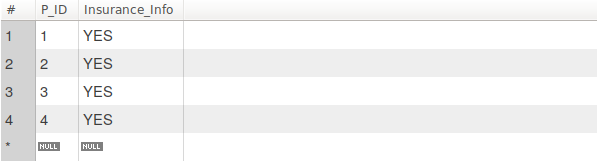 # P_ID Insurance_Info
1 1 YES
2 2 YES
3 3 YES
4 4 YES
* NULL NULL